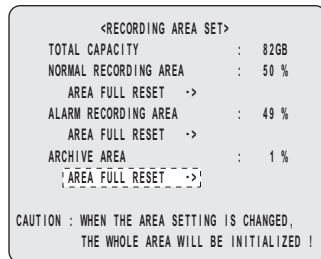 <RECORDING AREA SET>
TOTAL CAPACITY : 82GB
NORMAL RECORDING AREA : 50 %
AREA FULL RESET ->
ALARM RECORDING AREA : 49 %
AREA FULL RESET ->
ARCHIVE AREA : 1 %
AREA FULL RESET ->
CAUTION : WHEN THE AREA SETTING IS CHANGED,
THE WHOLE AREA WILL BE INITIALIZED !